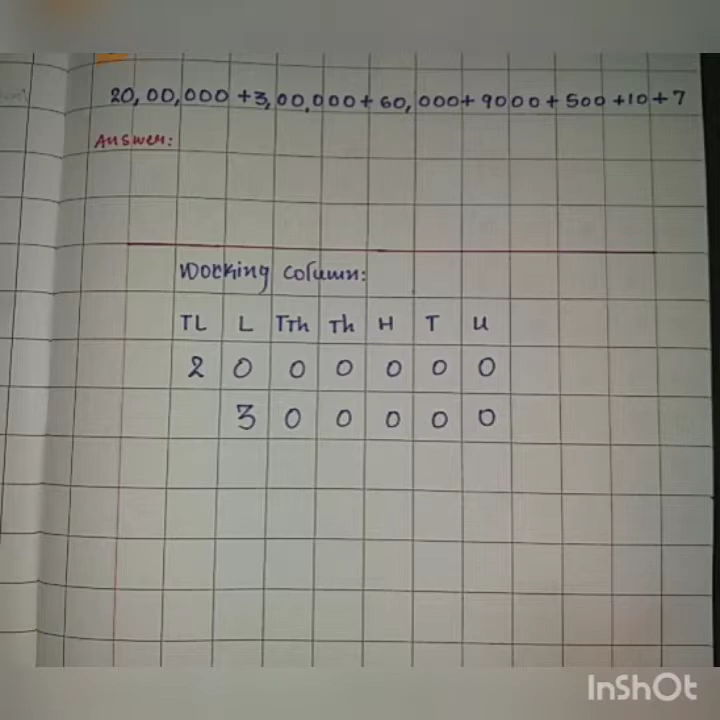 20,00,000 + 3,00,000 + 60,000 + 9000 + 500 + 10 + 7
Answer:
Working column:
TL L TTh Th H T U
2 0 0 0 0 0 0
3 0 0 0 0 0
InShOt